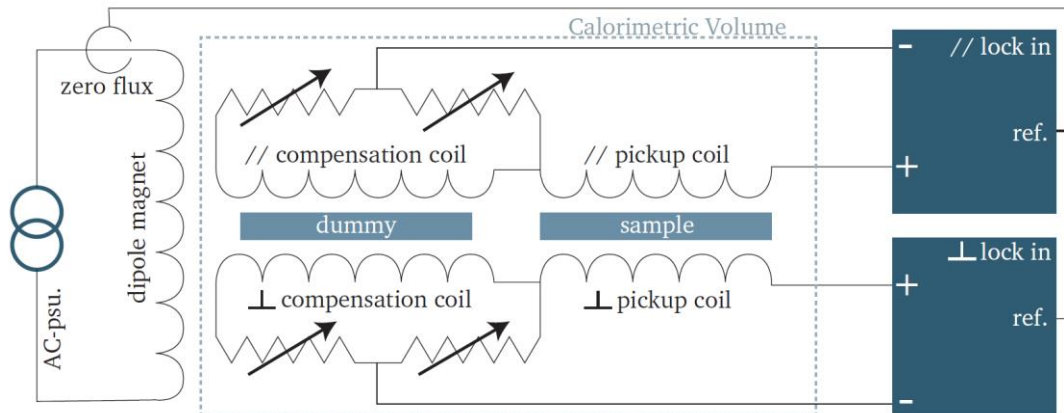 Calorimetric Volume
zero flux
AC-psu.
dipole magnet
// compensation coil
// pickup coil
dummy
sample
⊥ compensation coil
⊥ pickup coil
- // lock in
ref.
+
⊥ lock in
+
ref.
-